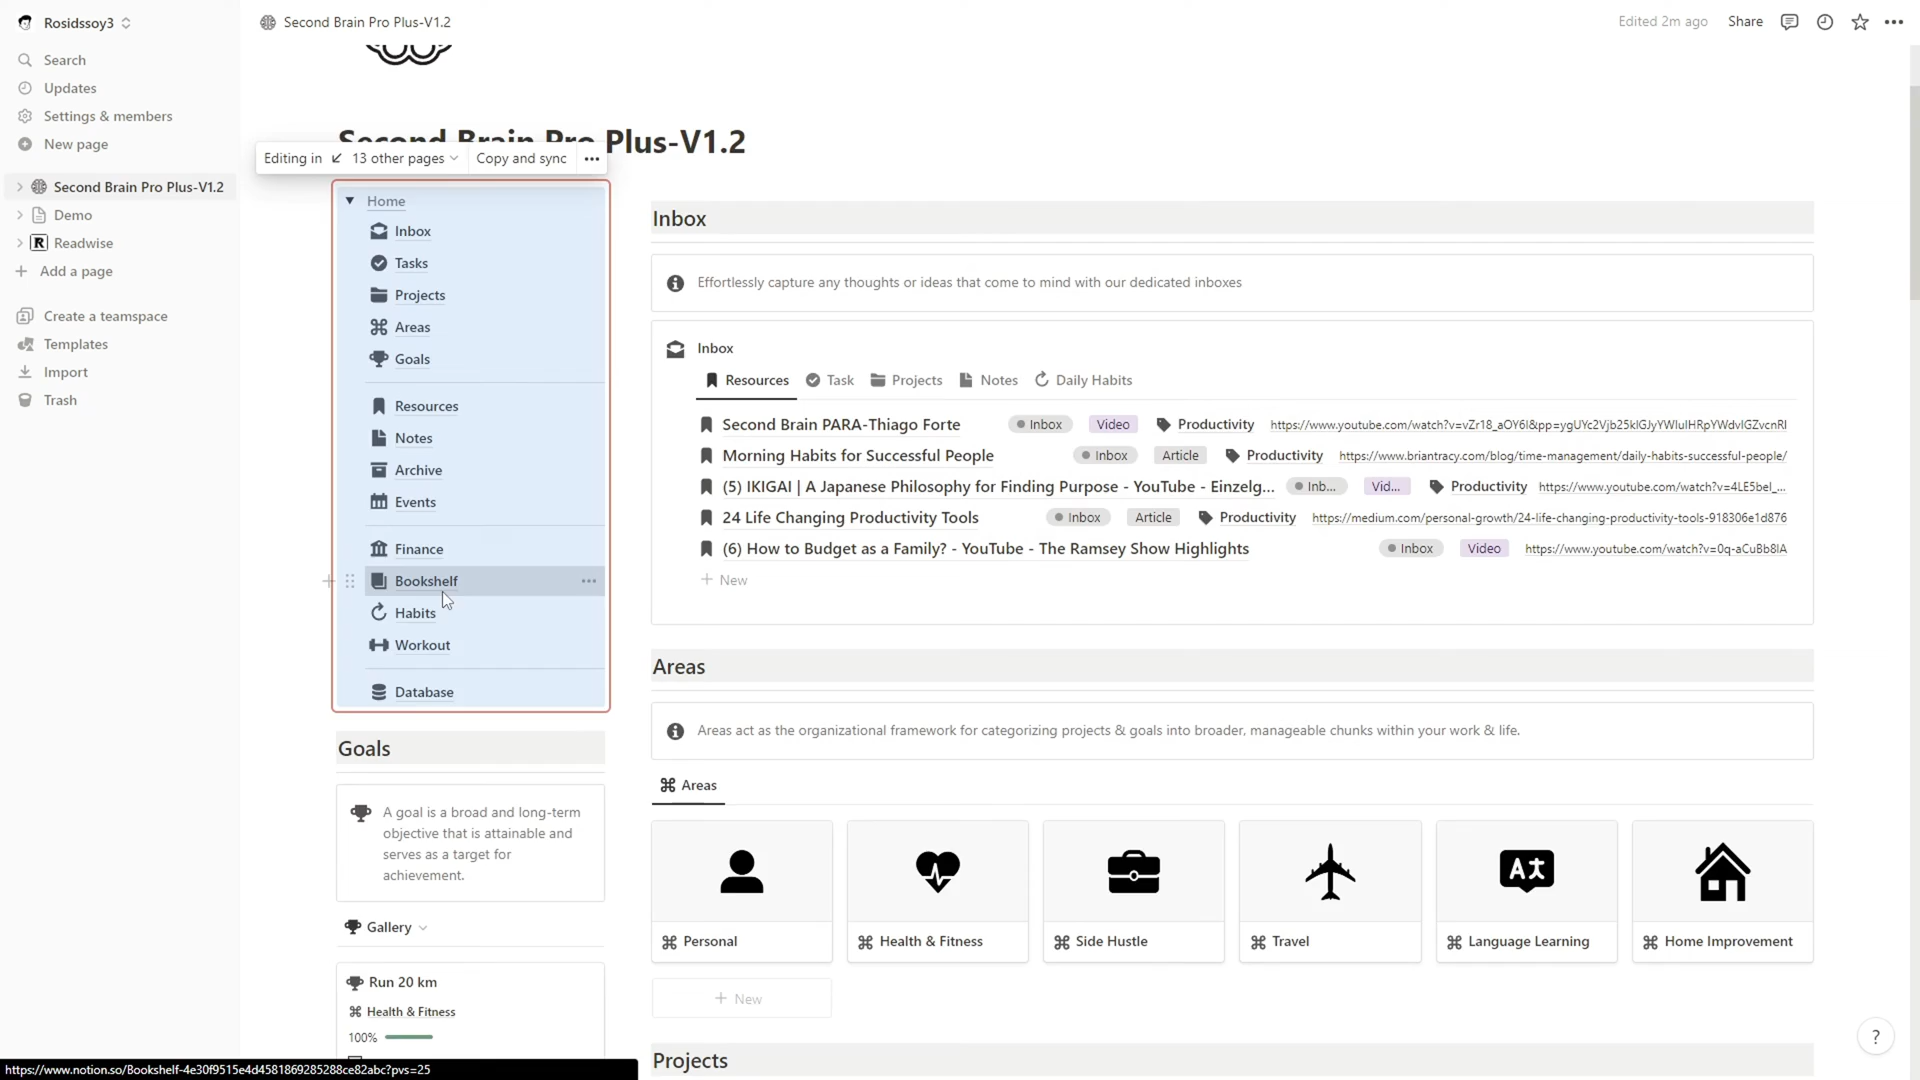 Rosidssoy3
Second Brain Pro Plus-V1.2
Edited 2m ago
Share
Search
Updates
Settings & members
New page
Second Brain Pro Plus-V1.2
Demo
Readwise
Add a page
Create a teamspace
Templates
Import
Trash
Second Brain Pro Plus-V1.2
Editing in 13 other pages Copy and sync
Home
Inbox
Tasks
Projects
Areas
Goals
Resources
Notes
Archive
Events
Finance
Bookshelf
Habits
Workout
Database
Goals
A goal is a broad and long-term
objective that is attainable and
serves as a target for
achievement.
Gallery
Run 20 km
Health & Fitness
100%
Inbox
Effortlessly capture any thoughts or ideas that come to mind with our dedicated inboxes
Inbox
Resources Task Projects Notes Daily Habits
Second Brain PARA-Thiago Forte Inbox Video Productivity https://www.youtube.com/watch?v=vZr18_aOY6I&pp=ygUYc2Vjb25kIGJyYWluIHRpYWdvIGZvcnRl
Morning Habits for Successful People Inbox Article Productivity https://www.briantracy.com/blog/time-management/daily-habits-successful-people/
(5) IKIGAI | A Japanese Philosophy for Finding Purpose - YouTube - Einzelg... Inb... Vid... Productivity https://www.youtube.com/watch?v=4LE5bel_...
24 Life Changing Productivity Tools Inbox Article Productivity https://medium.com/personal-growth/24-life-changing-productivity-tools-918306e1d876
(6) How to Budget as a Family? - YouTube - The Ramsey Show Highlights Inbox Video https://www.youtube.com/watch?v=0q-aCuBb8lA
New
Areas
Areas act as the organizational framework for categorizing projects & goals into broader, manageable chunks within your work & life.
Areas
Personal
Health & Fitness
Side Hustle
Travel
Language Learning
Home Improvement
New
Projects
https://www.notion.so/Bookshelf-4e30f9515e4d4581869285288ce82abc?pvs=25